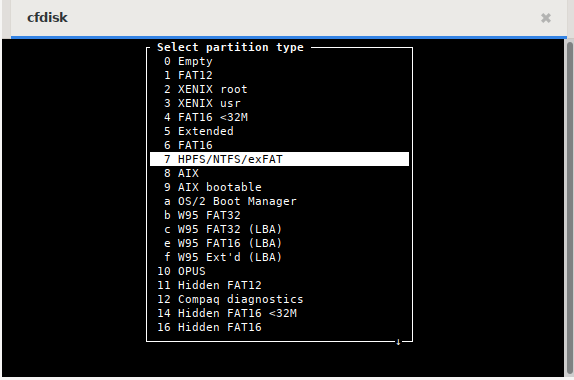 cfdisk
Select partition type
0 Empty
1 FAT12
2 XENIX root
3 XENIX usr
4 FAT16 <32M
5 Extended
6 FAT16
7 HPFS/NTFS/exFAT
8 AIX
9 AIX bootable
a OS/2 Boot Manager
b W95 FAT32
c W95 FAT32 (LBA)
e W95 FAT16 (LBA)
f W95 Ext'd (LBA)
10 OPUS
11 Hidden FAT12
12 Compaq diagnostics
14 Hidden FAT16 <32M
16 Hidden FAT16